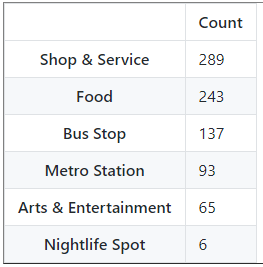 Count
Shop & Service 289
Food 243
Bus Stop 137
Metro Station 93
Arts & Entertainment 65
Nightlife Spot 6